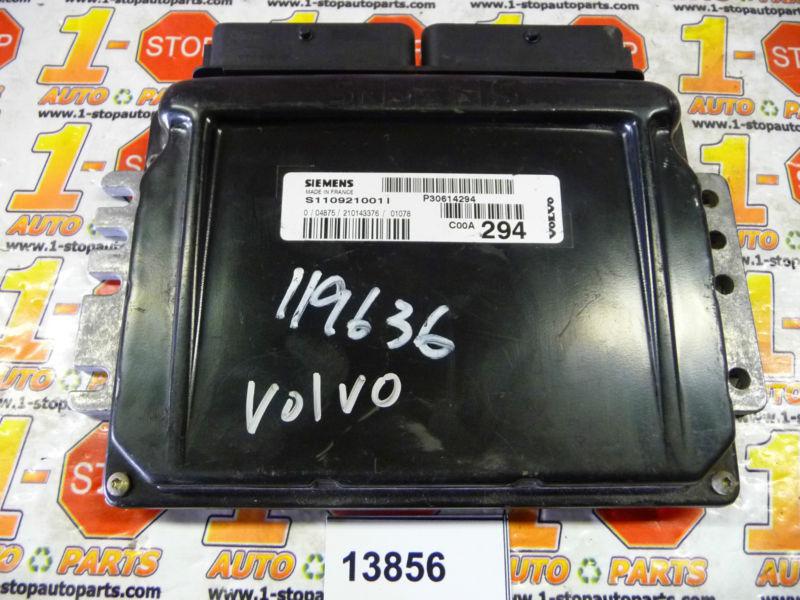 SIEMENS
MADE IN FRANCE
S110921001 I
P30614294
0 / 04875 / 210143376 / 01078
C00A 294
VOLVO
119636
Volvo
13856
1-STOP
AUTO PARTS
www.1-stopautoparts.com